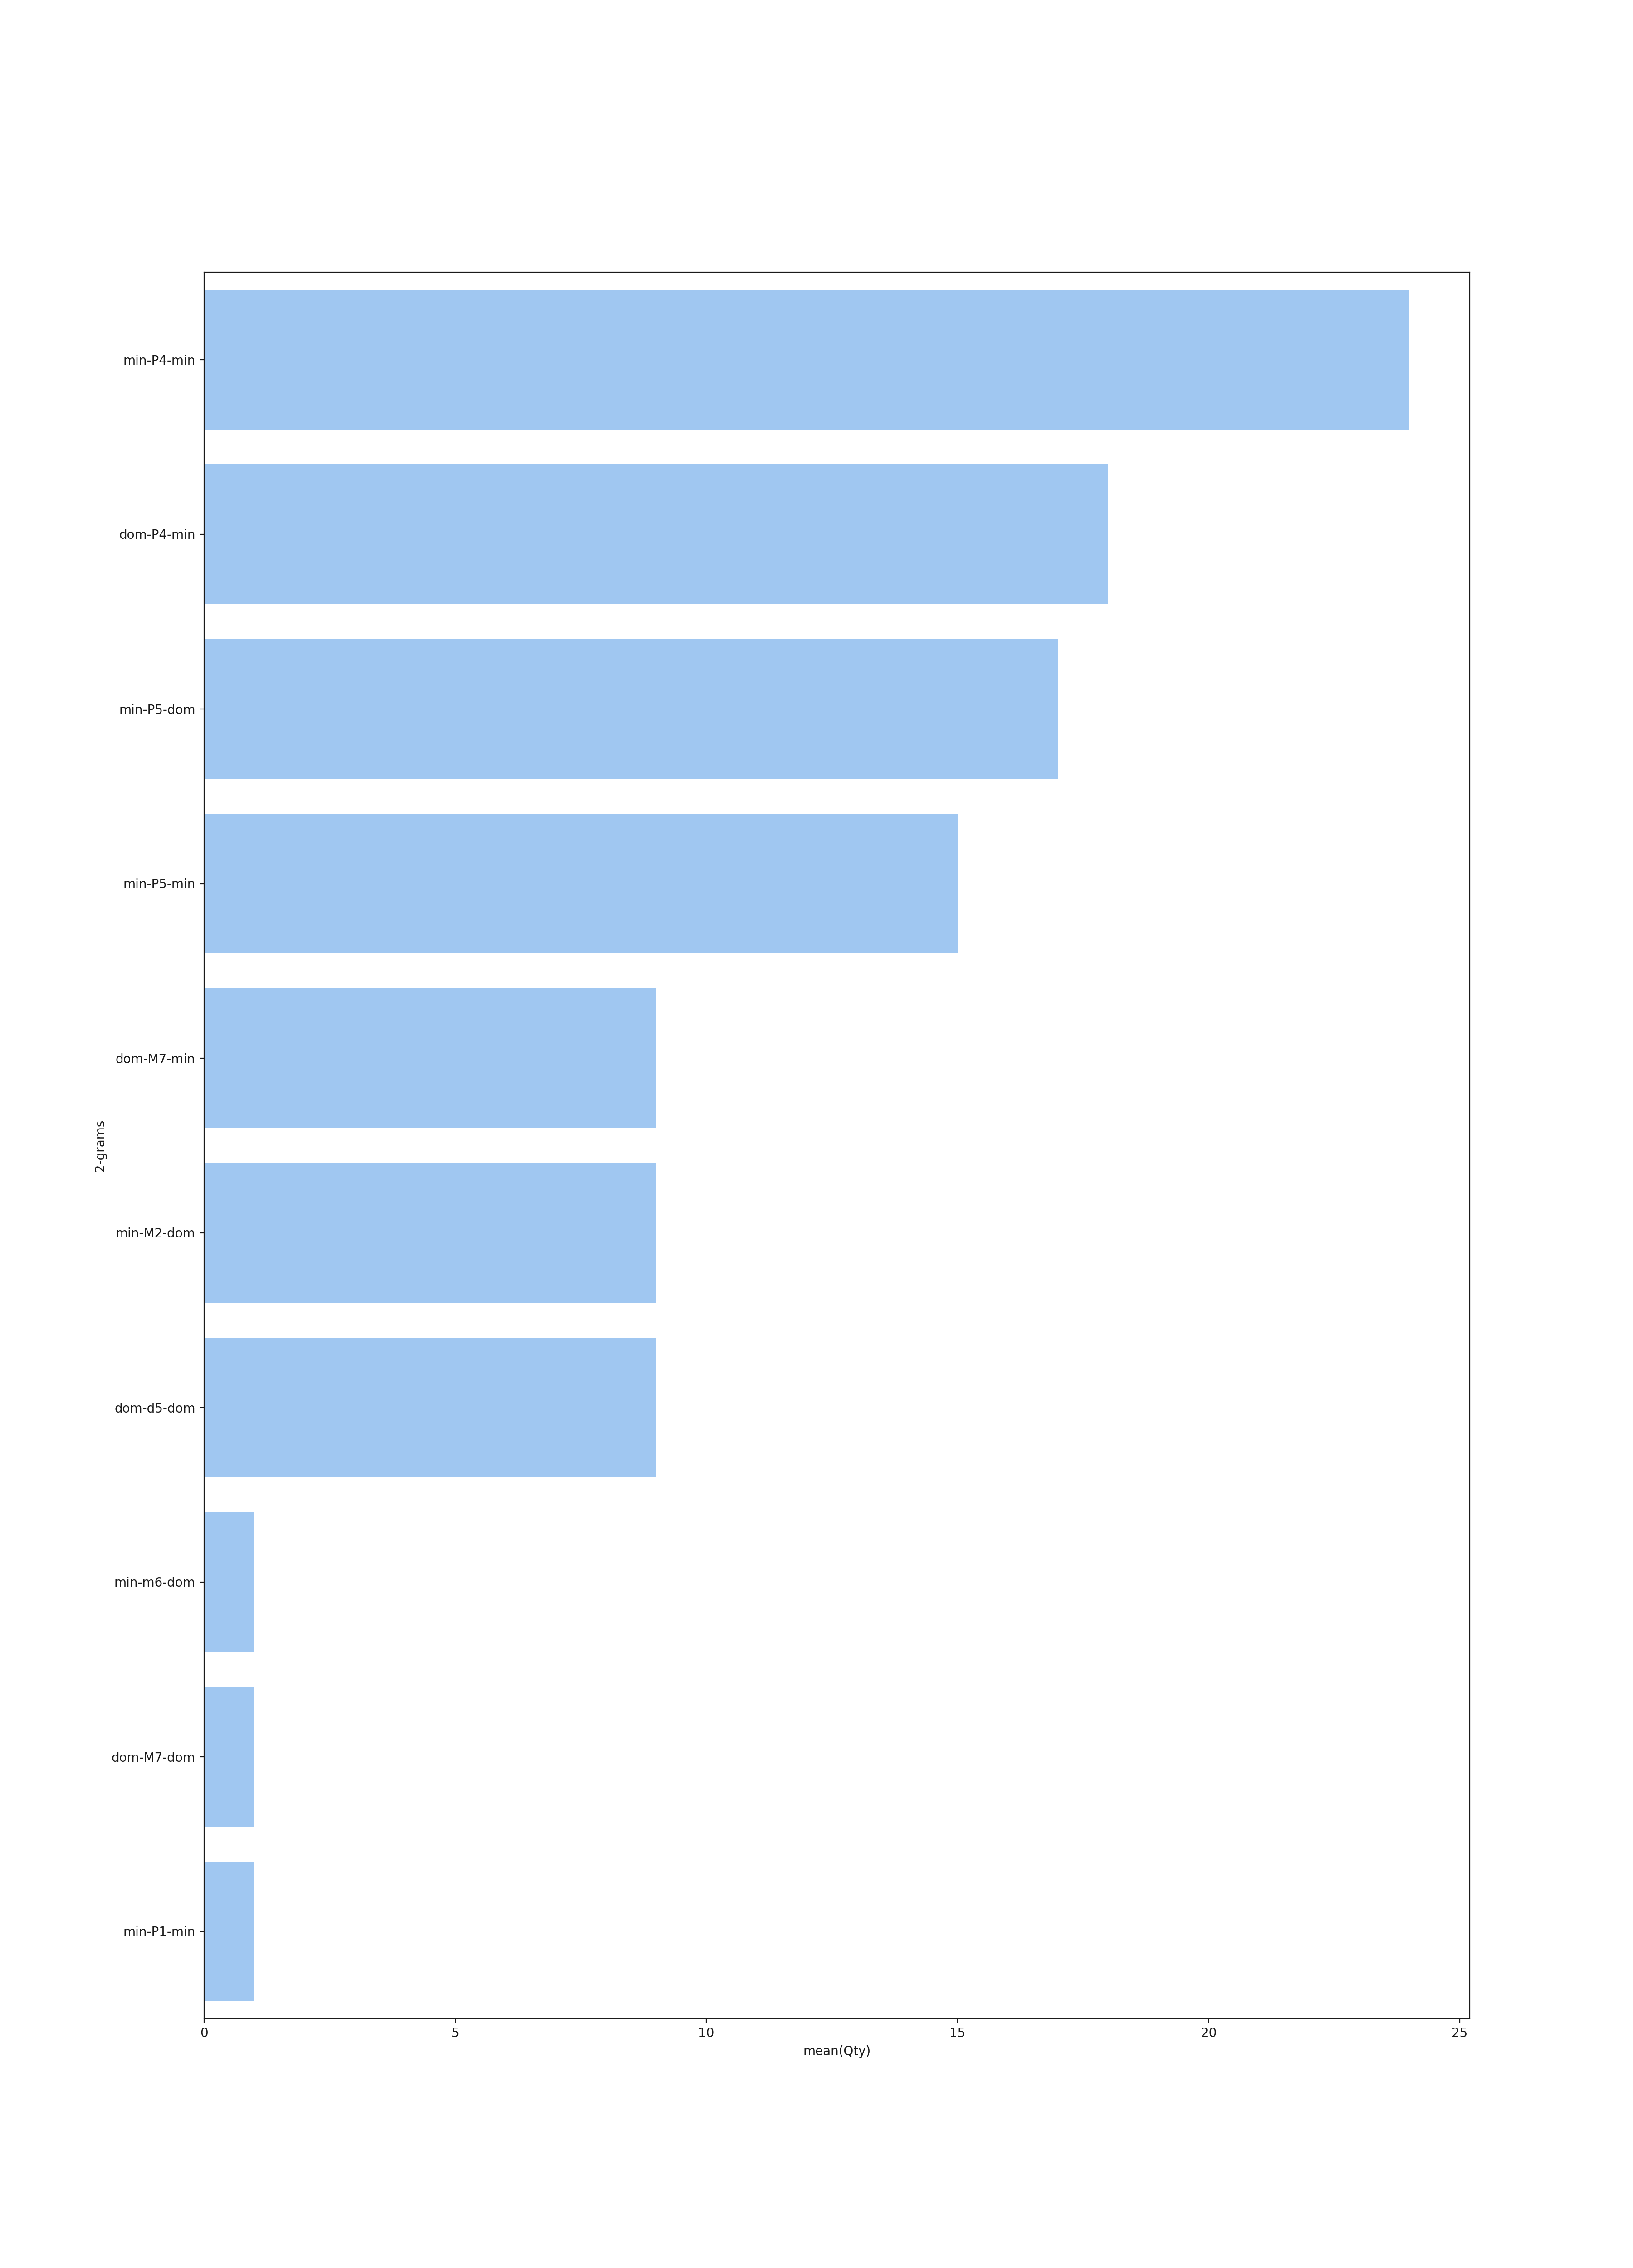 min-P4-min
dom-P4-min
min-P5-dom
min-P5-min
dom-M7-min
2-grams
min-M2-dom
dom-d5-dom
min-m6-dom
dom-M7-dom
min-P1-min
0 5 10 15 20 25
mean(Qty)